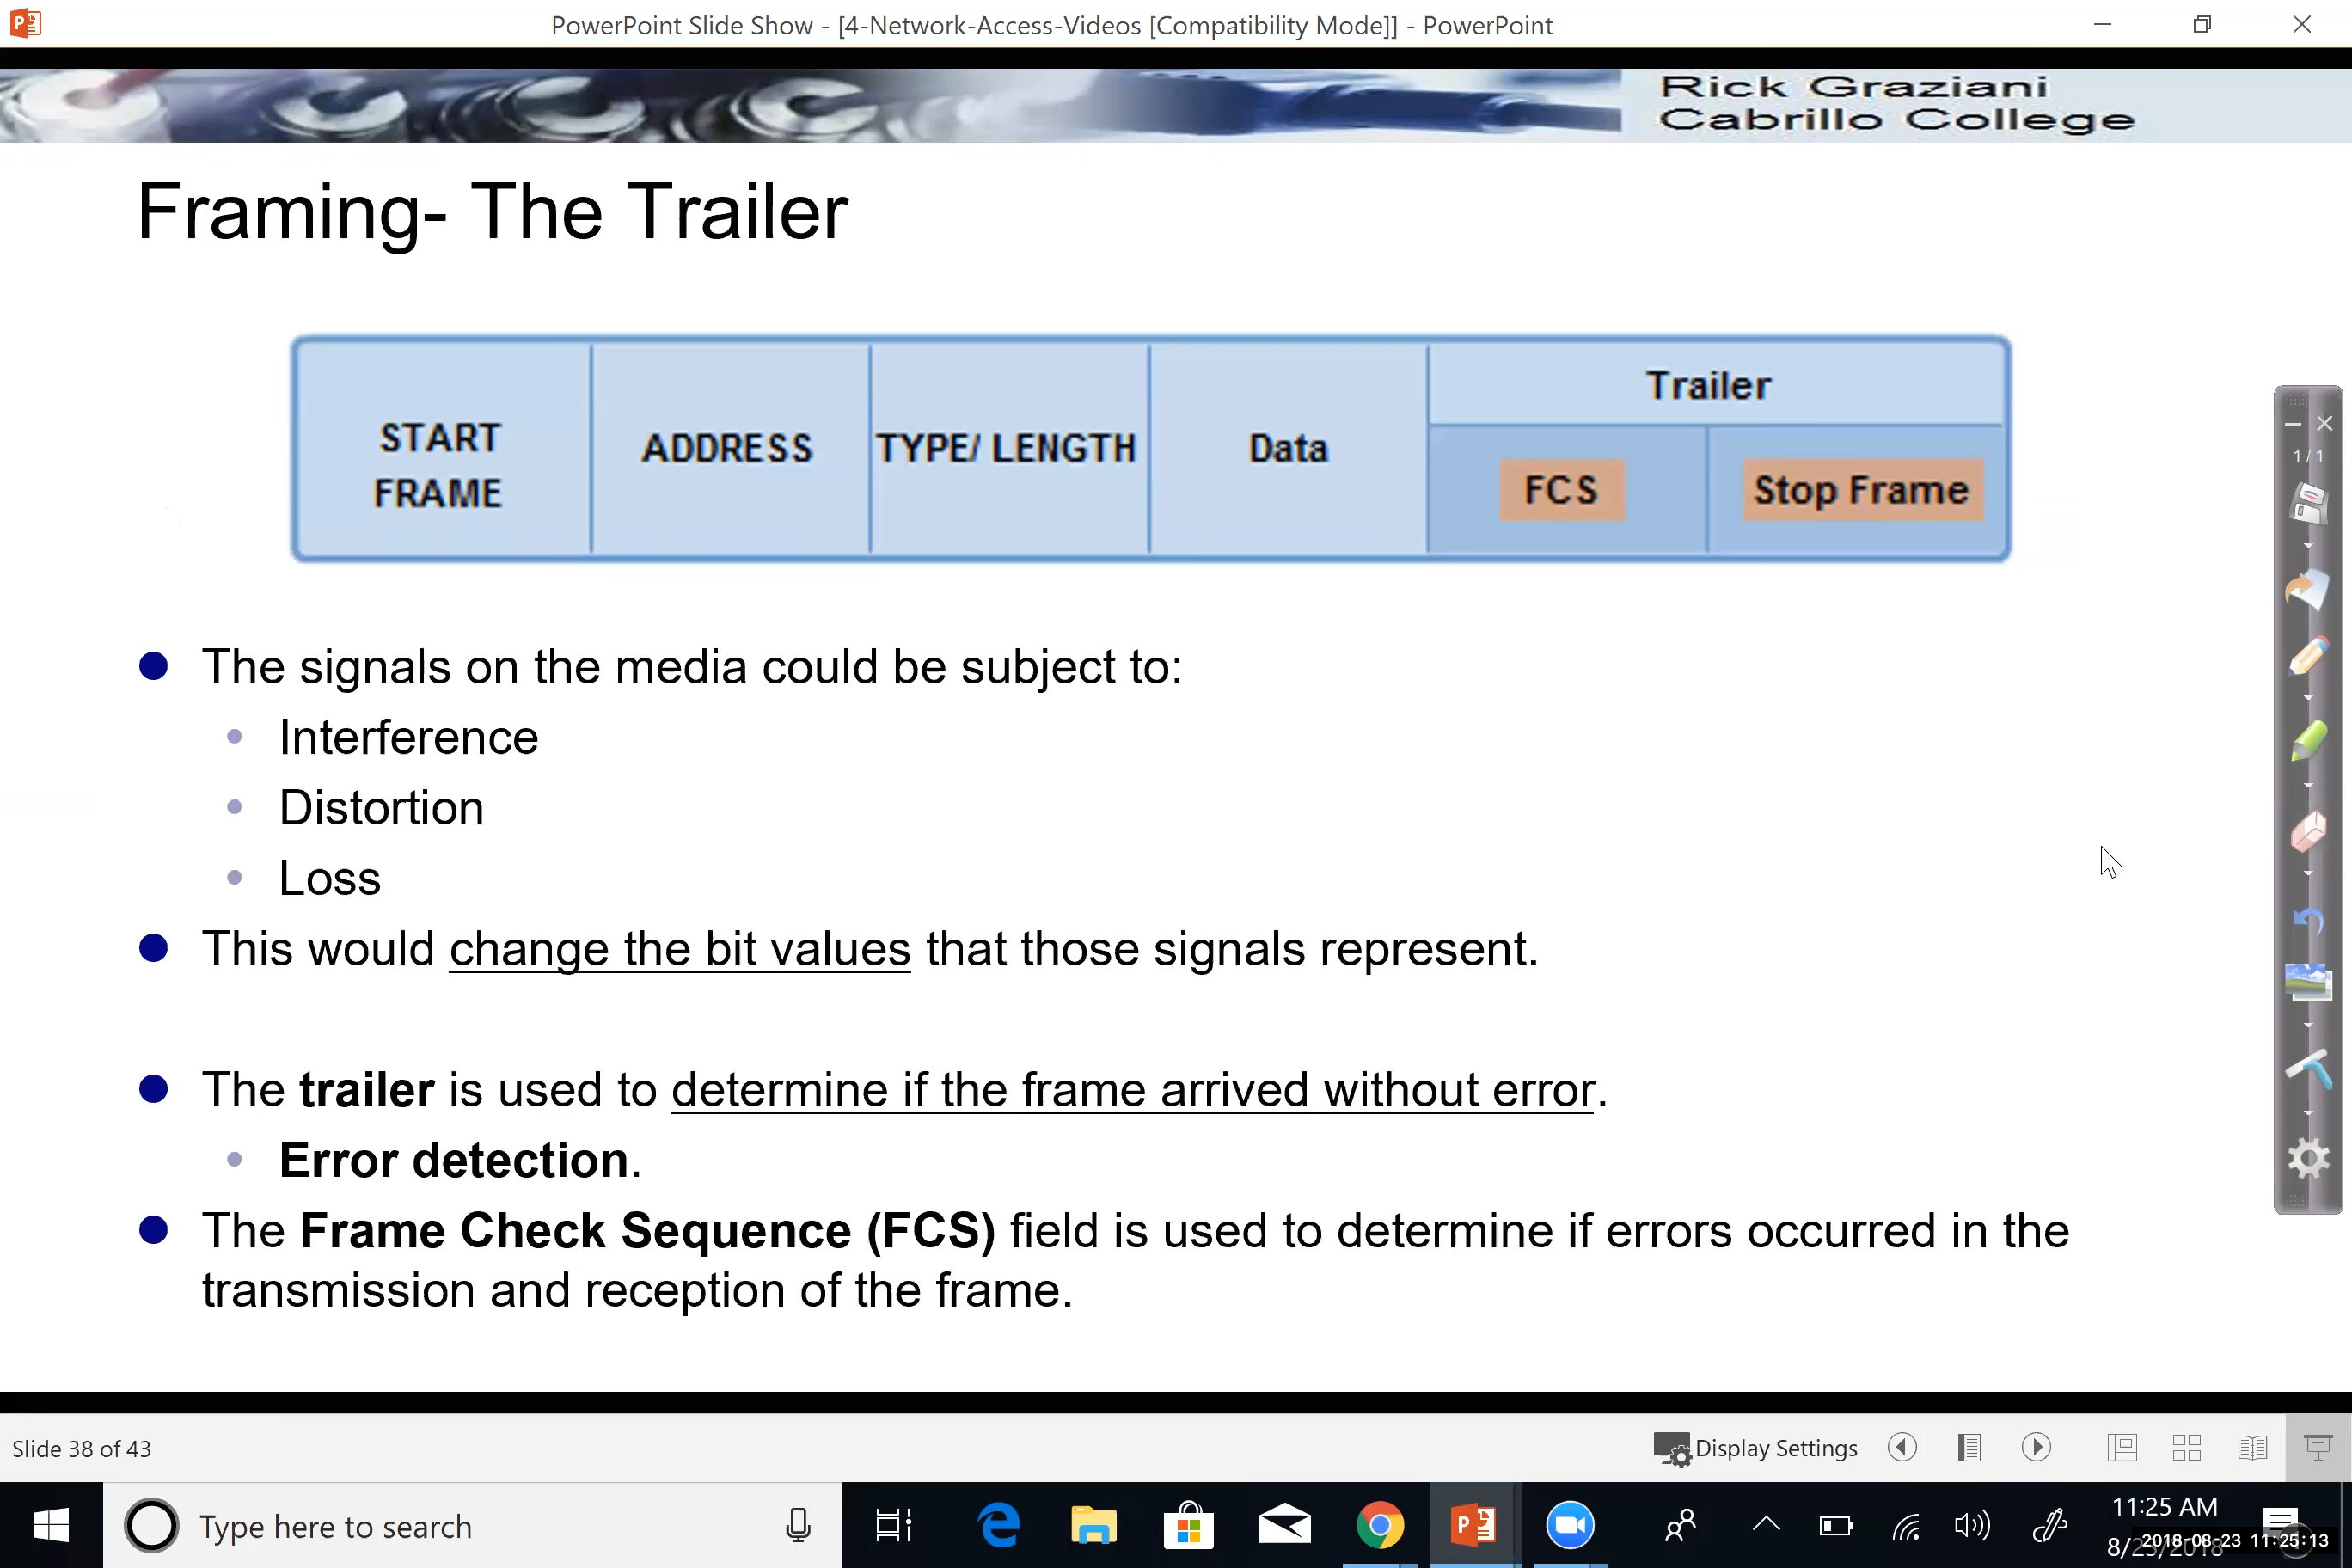 PowerPoint Slide Show - [4-Network-Access-Videos [Compatibility Mode]] - PowerPoint
Rick Graziani
Cabrillo College
Framing- The Trailer
START
FRAME
ADDRESS
TYPE/ LENGTH
Data
Trailer
FCS
Stop Frame
1/1
The signals on the media could be subject to:
Interference
Distortion
Loss
This would change the bit values that those signals represent.
The trailer is used to determine if the frame arrived without error.
Error detection.
The Frame Check Sequence (FCS) field is used to determine if errors occurred in the
transmission and reception of the frame.
Slide 38 of 43
Display Settings
Type here to search
11:25 AM
8/23/2018
2018-08-23 11:25:13